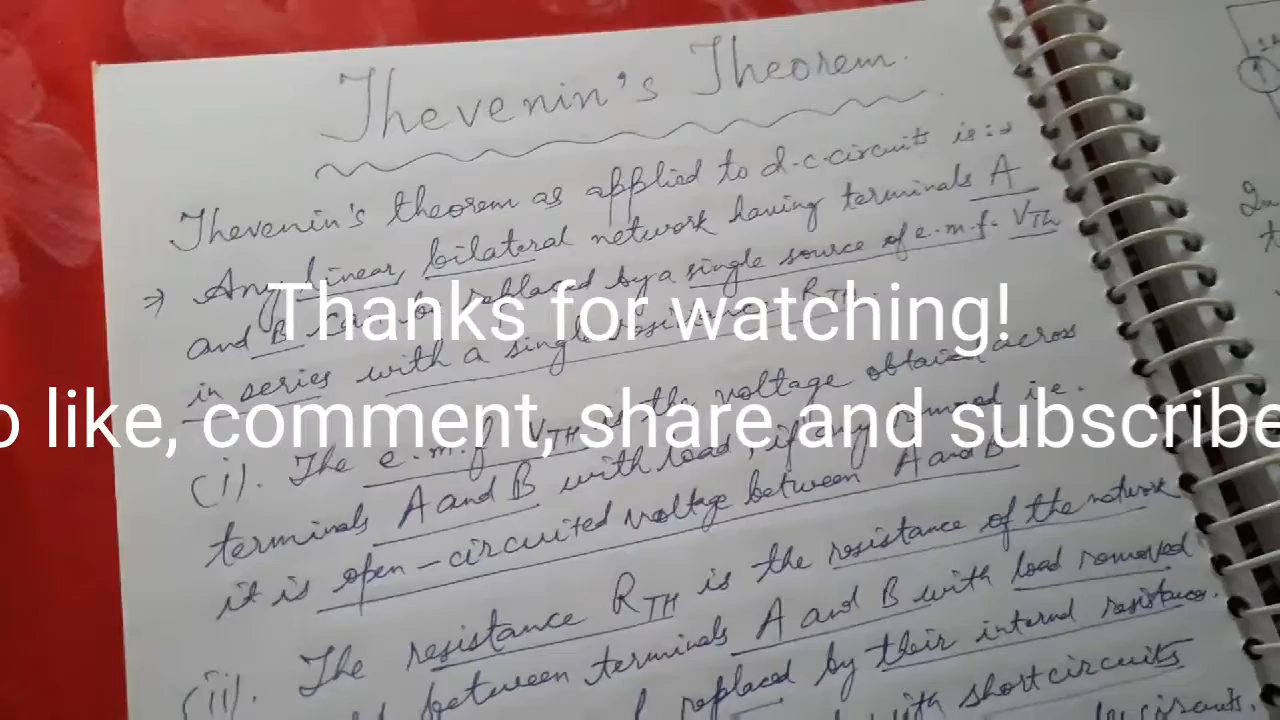 Thevenin's Theorem.
Thevenin's theorem as applied to d.c. circuits is :-
⇒ Any linear, bilateral network having terminals A
and B can be replaced by a single source of e.m.f. VTH
in series with a single resistance RTH.
Thanks for watching!
o like, comment, share and subscribe
(i). The e.m.f VTH is the voltage obtained across
terminals A and B with load, if any removed i.e.
it is open-circuited voltage between A and B.
(ii). The resistance RTH is the resistance of the network
between terminals A and B with load removed
replaced by their internal resistance.
with short circuits
circuits.